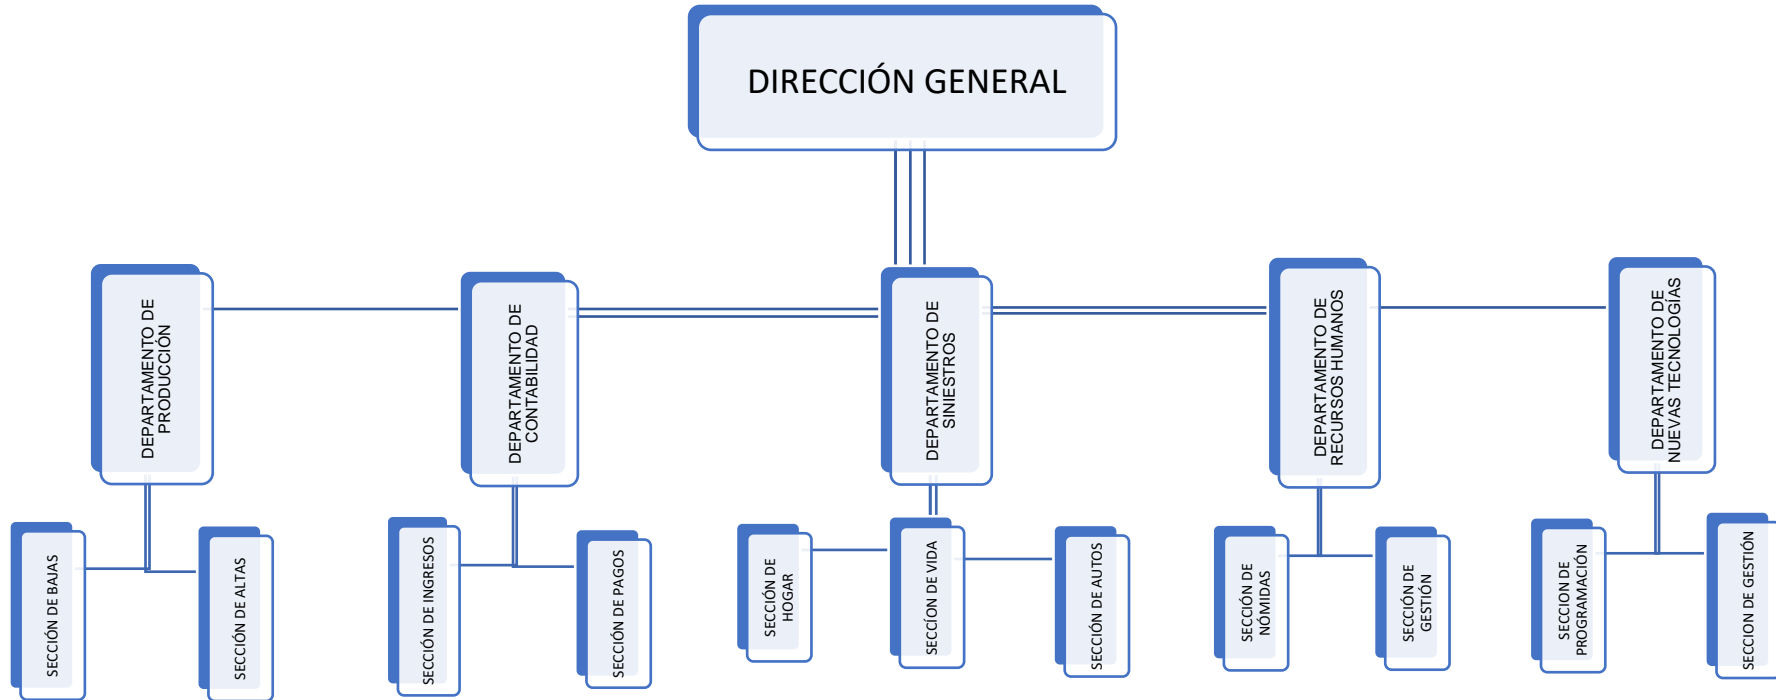 DIRECCIÓN GENERAL
DEPARTAMENTO DE
PRODUCCIÓN
DEPARTAMENTO DE
CONTABILIDAD
DEPARTAMENTO DE
SINIESTROS
DEPARTAMENTO DE
RECURSOS HUMANOS
DEPARTAMENTO DE
NUEVAS TECNOLOGÍAS
SECCIÓN DE BAJAS
SECCIÓN DE ALTAS
SECCIÓN DE INGRESOS
SECCIÓN DE PAGOS
SECCIÓN DE
HOGAR
SECCÍON DE VIDA
SECCIÓN DE AUTOS
SECCIÓN DE
NÓMIDAS
SECCIÓN DE
GESTIÓN
SECCION DE
PROGRAMACIÓN
SECCION DE GESTIÓN